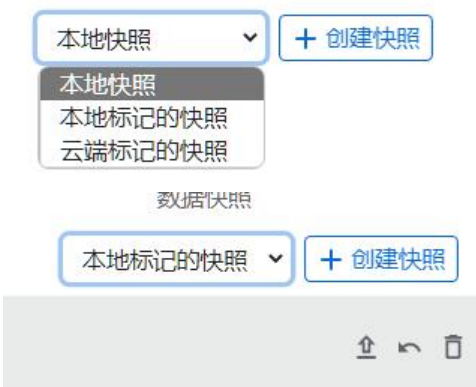 本地快照 + 创建快照
本地快照
本地标记的快照
云端标记的快照
数据快照
本地标记的快照 + 创建快照